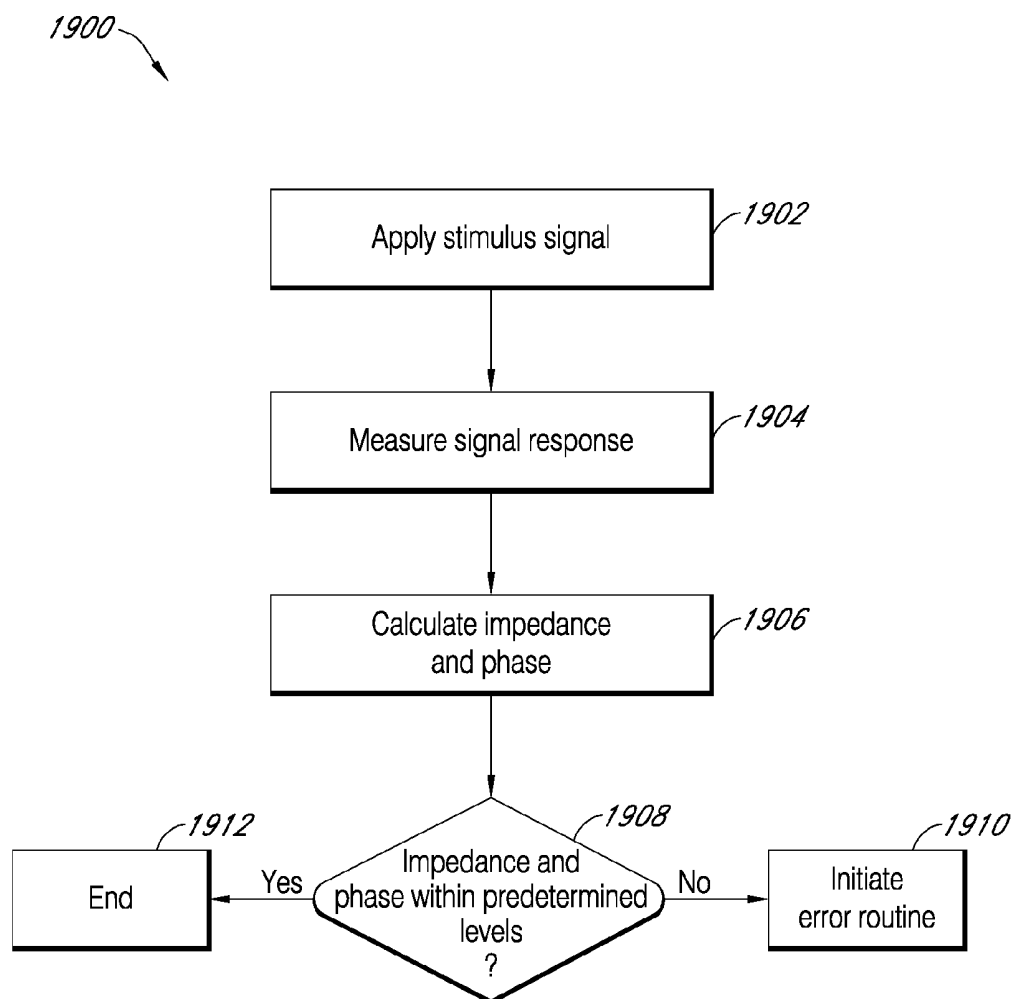 1900
Apply stimulus signal
1902
Measure signal response
1904
Calculate impedance
and phase
1906
1912
End
Yes
1908
Impedance and
phase within predetermined
levels
?
No
1910
Initiate
error routine